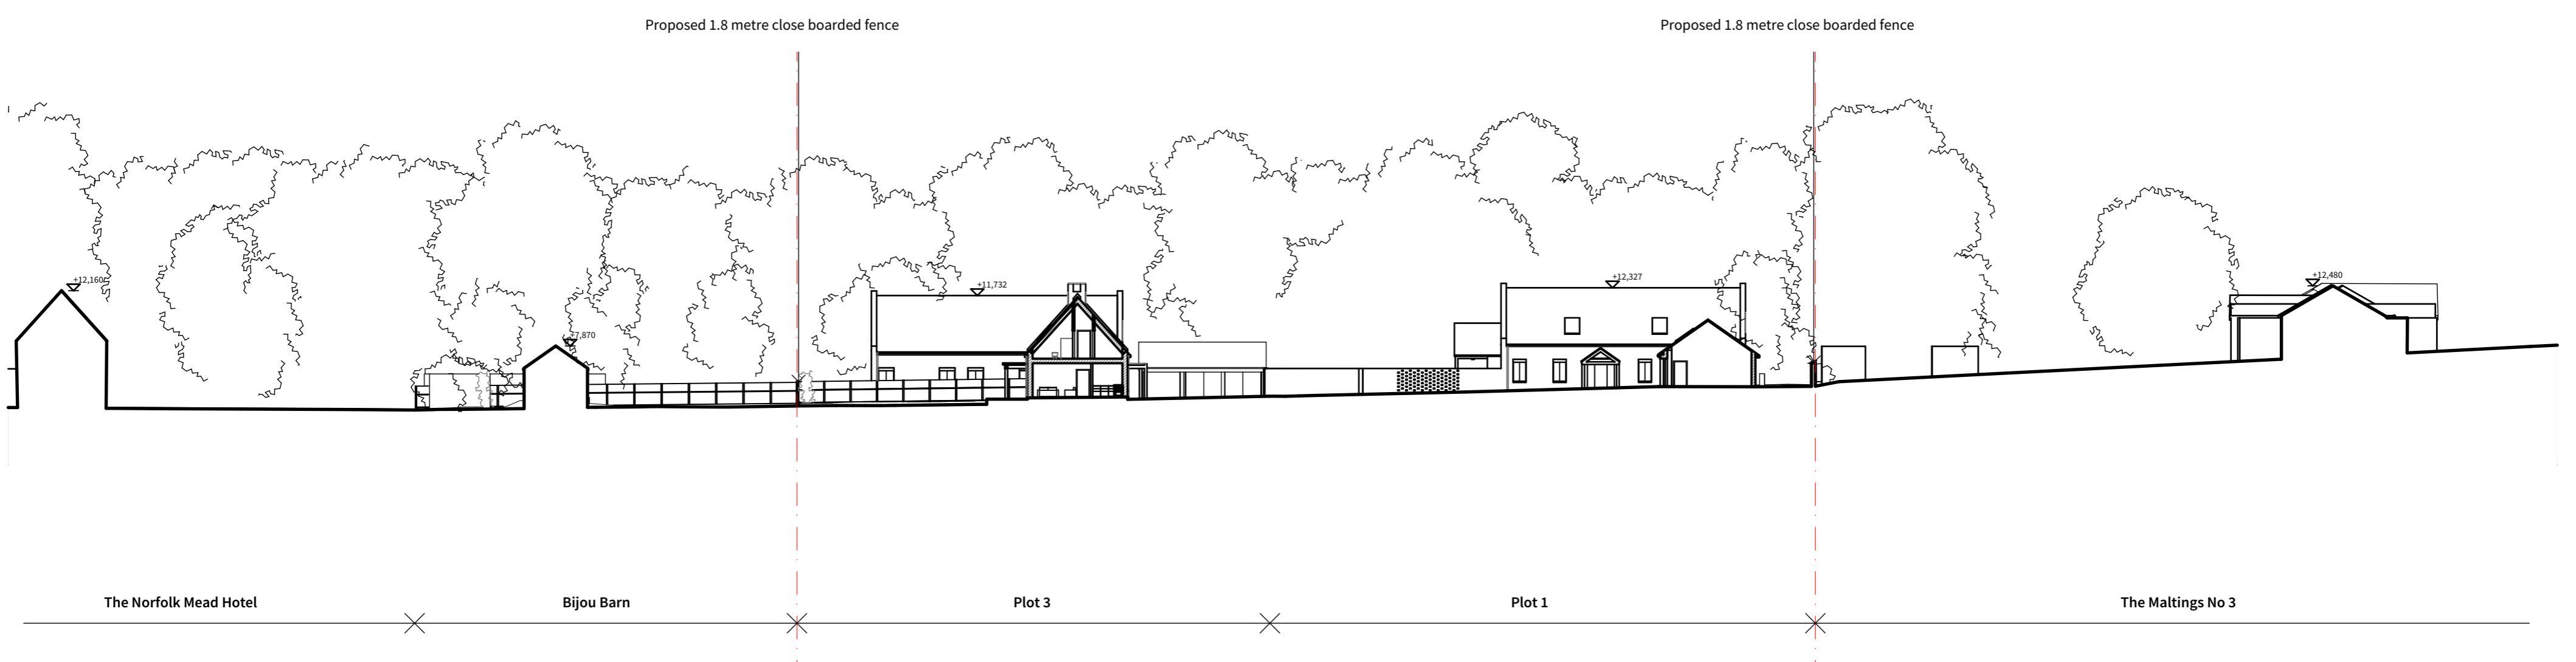 Proposed 1.8 metre close boarded fence
Proposed 1.8 metre close boarded fence
+12,160
+7,870
+11,732
+12,327
+12,480
The Norfolk Mead Hotel
Bijou Barn
Plot 3
Plot 1
The Maltings No 3